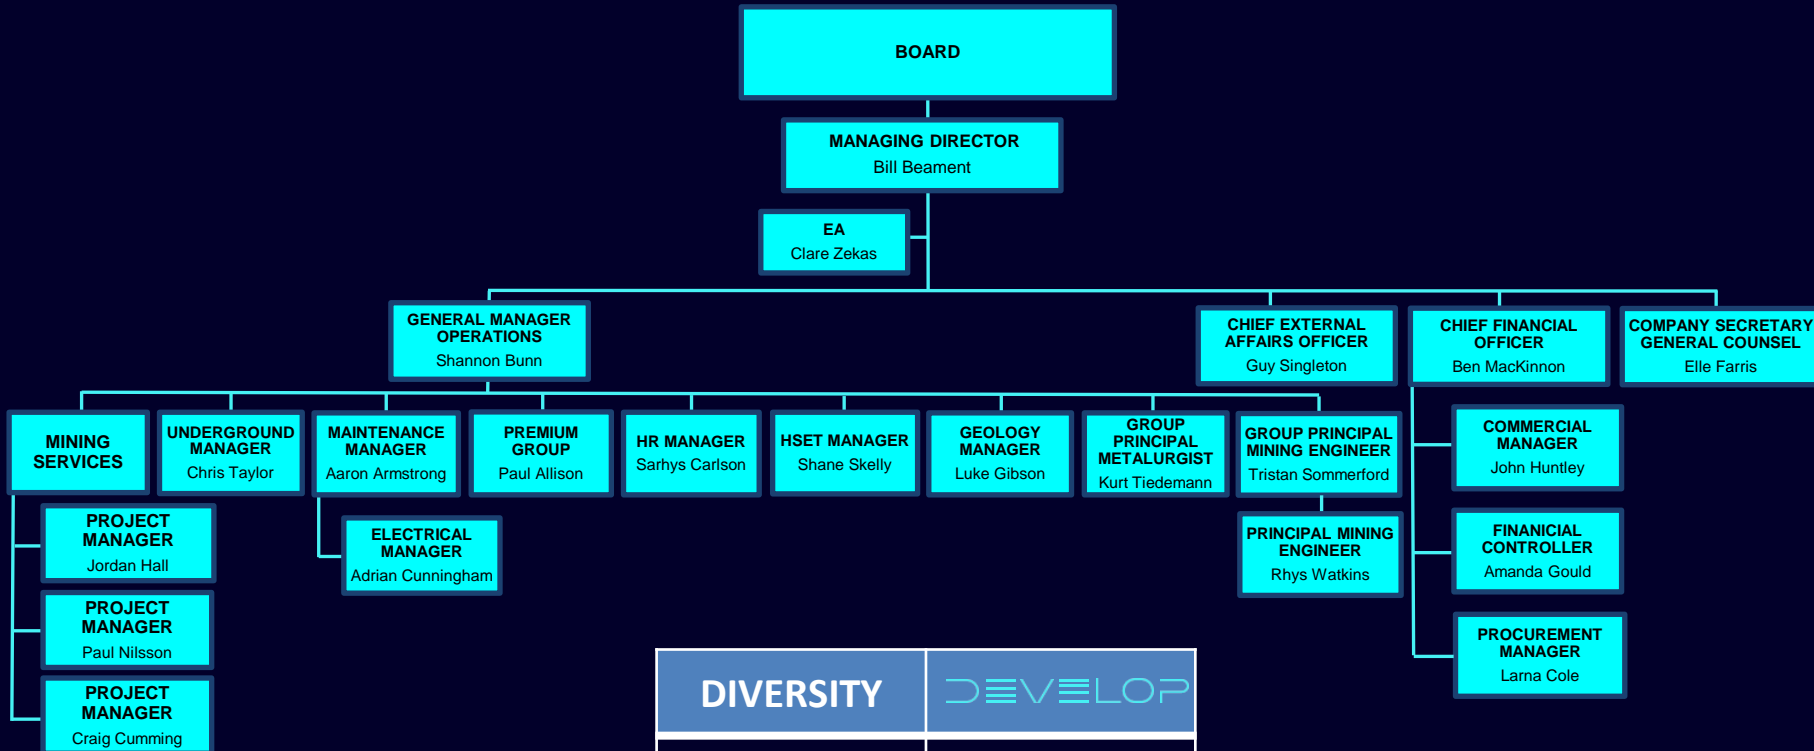 BOARD
MANAGING DIRECTOR
Bill Beament
EA
Clare Zekas
GENERAL MANAGER
OPERATIONS
Shannon Bunn
CHIEF EXTERNAL
AFFAIRS OFFICER
Guy Singleton
CHIEF FINANCIAL
OFFICER
Ben MacKinnon
COMPANY SECRETARY
GENERAL COUNSEL
Elle Farris
MINING
SERVICES
UNDERGROUND
MANAGER
Chris Taylor
MAINTENANCE
MANAGER
Aaron Armstrong
PREMIUM
GROUP
Paul Allison
HR MANAGER
Sarhys Carlson
HSET MANAGER
Shane Skelly
GEOLOGY
MANAGER
Luke Gibson
GROUP
PRINCIPAL
METALURGIST
Kurt Tiedemann
GROUP PRINCIPAL
MINING ENGINEER
Tristan Sommerford
COMMERCIAL
MANAGER
John Huntley
PROJECT
MANAGER
Jordan Hall
ELECTRICAL
MANAGER
Adrian Cunningham
PRINCIPAL MINING
ENGINEER
Rhys Watkins
FINANICIAL
CONTROLLER
Amanda Gould
PROJECT
MANAGER
Paul Nilsson
PROCUREMENT
MANAGER
Larna Cole
PROJECT
MANAGER
Craig Cumming
DIVERSITY
DEVELOP